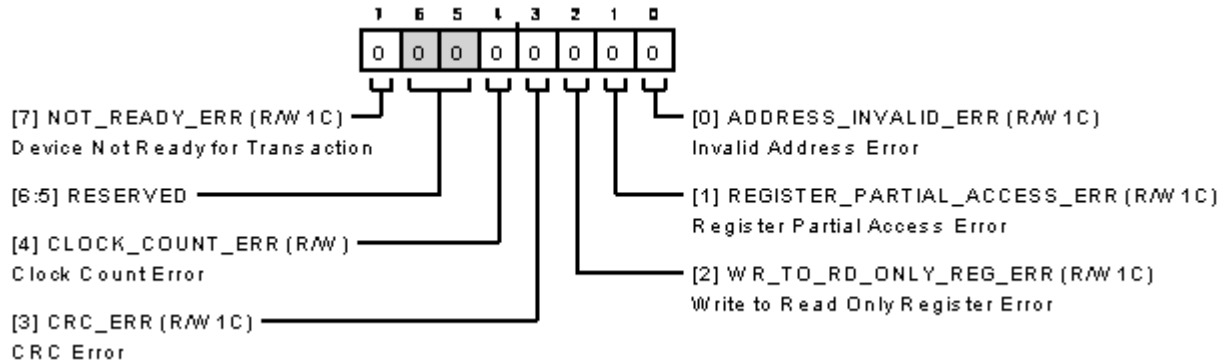 7 6 5 4 3 2 1 0
0 0 0 0 0 0 0 0
[7] NOT_READY_ERR (R/W1C)
Device Not Ready for Transaction
[6:5] RESERVED
[4] CLOCK_COUNT_ERR (R/W)
Clock Count Error
[3] CRC_ERR (R/W1C)
CRC Error
[0] ADDRESS_INVALID_ERR (R/W1C)
Invalid Address Error
[1] REGISTER_PARTIAL_ACCESS_ERR (R/W1C)
Register Partial Access Error
[2] WR_TO_RD_ONLY_REG_ERR (R/W1C)
Write to Read Only Register Error